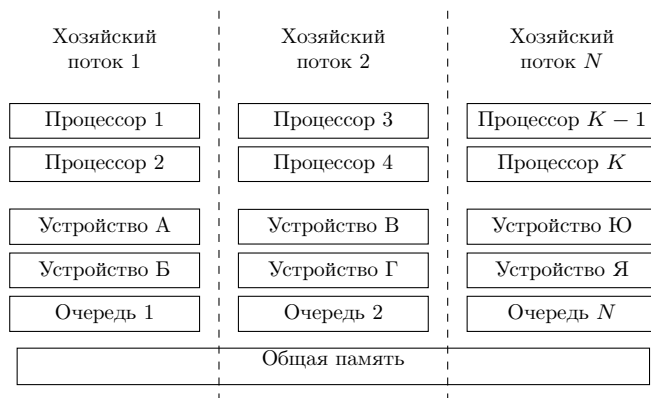 Хозяйский
поток 1
Хозяйский
поток 2
Хозяйский
поток N
Процессор 1
Процессор 3
Процессор K − 1
Процессор 2
Процессор 4
Процессор K
Устройство А
Устройство В
Устройство Ю
Устройство Б
Устройство Г
Устройство Я
Очередь 1
Очередь 2
Очередь N
Общая память